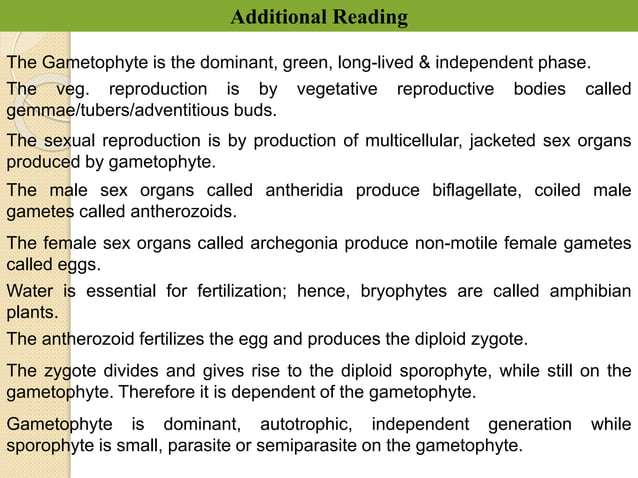 Additional Reading
The Gametophyte is the dominant, green, long-lived & independent phase.
The veg. reproduction is by vegetative reproductive bodies called
gemmae/tubers/adventitious buds.
The sexual reproduction is by production of multicellular, jacketed sex organs
produced by gametophyte.
The male sex organs called antheridia produce biflagellate, coiled male
gametes called antherozoids.
The female sex organs called archegonia produce non-motile female gametes
called eggs.
Water is essential for fertilization; hence, bryophytes are called amphibian
plants.
The antherozoid fertilizes the egg and produces the diploid zygote.
The zygote divides and gives rise to the diploid sporophyte, while still on the
gametophyte. Therefore it is dependent of the gametophyte.
Gametophyte is dominant, autotrophic, independent generation while
sporophyte is small, parasite or semiparasite on the gametophyte.